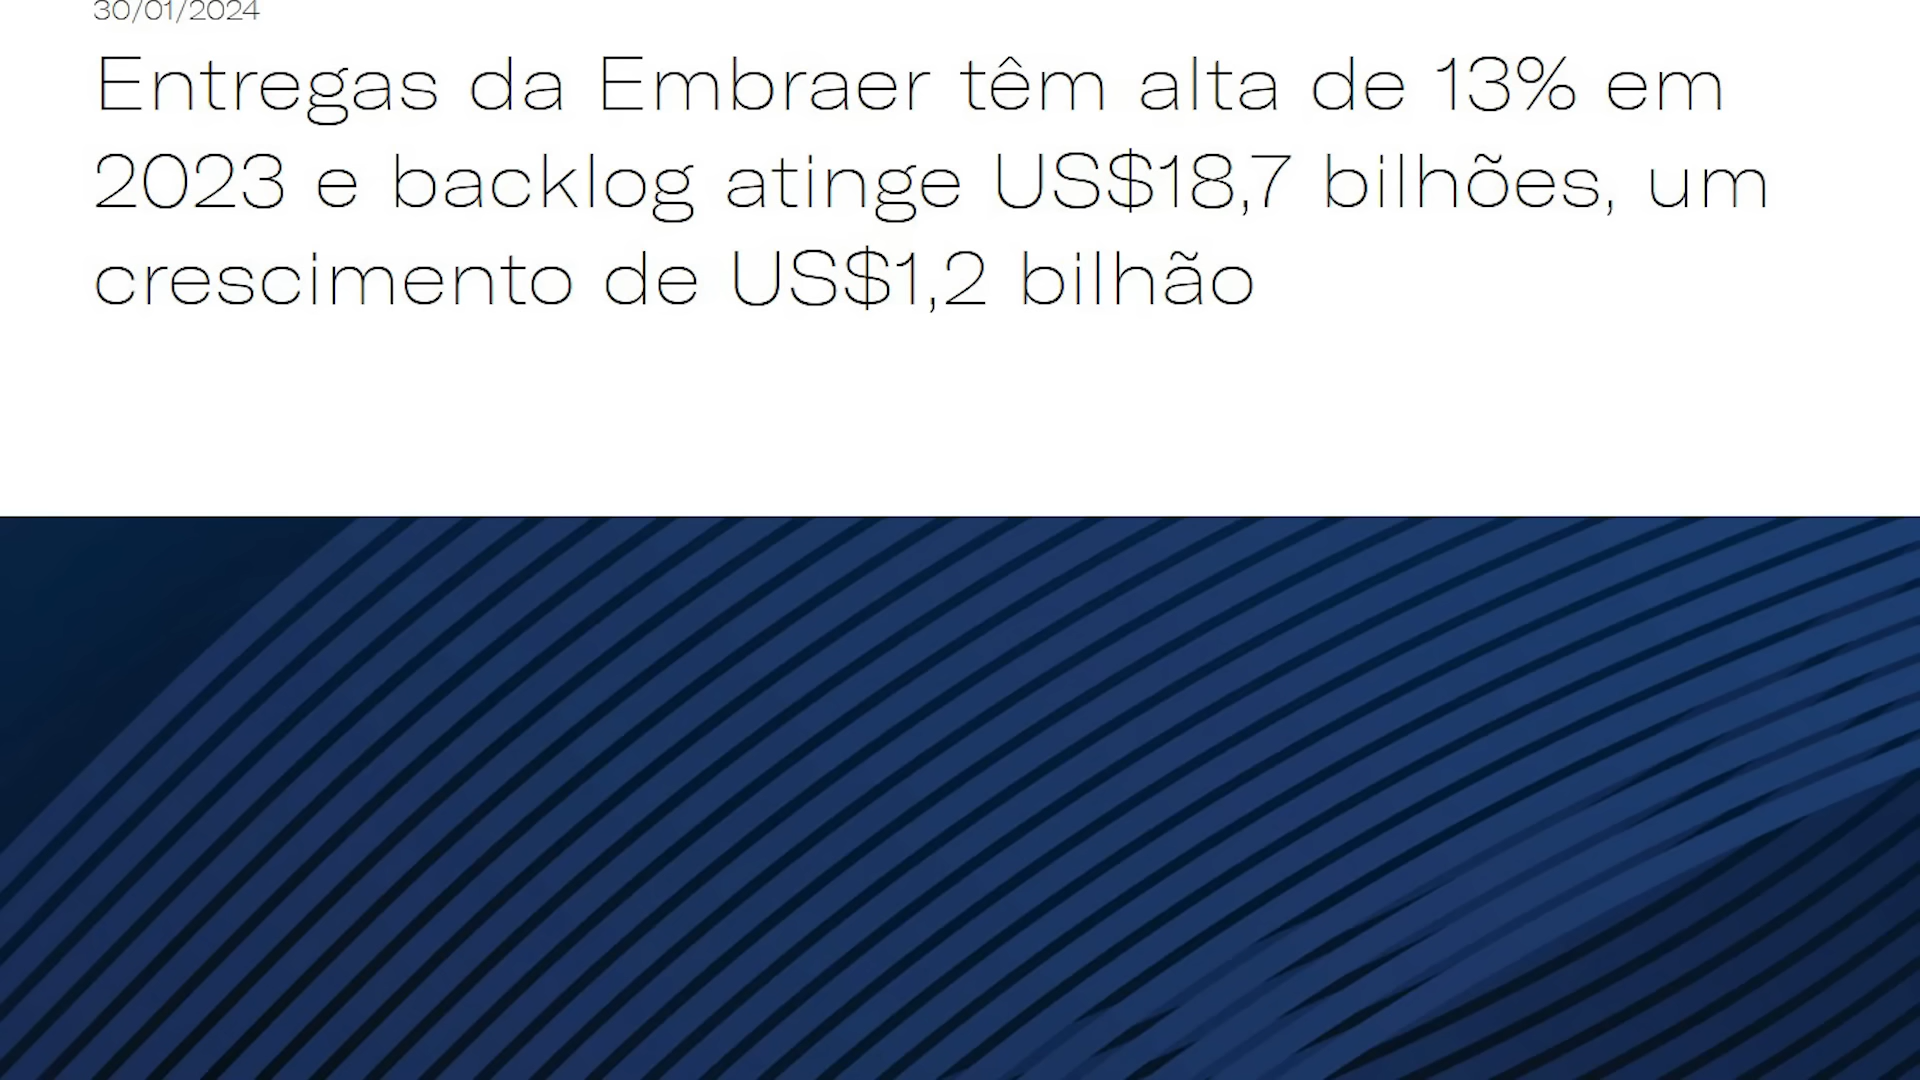 30/01/2024
Entregas da Embraer têm alta de 13% em
2023 e backlog atinge US$18,7 bilhões, um
crescimento de US$1,2 bilhão